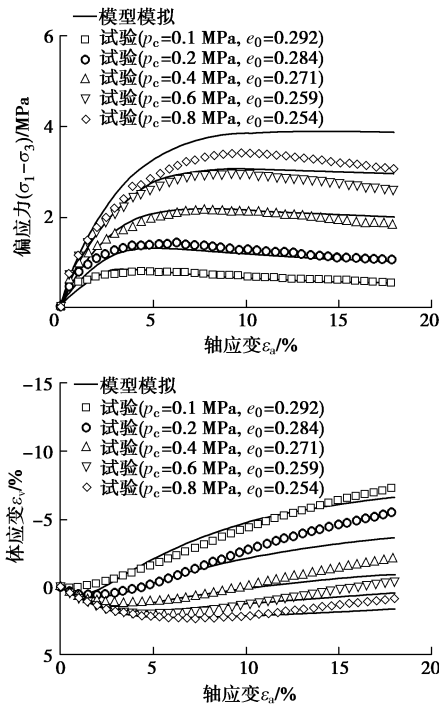 模型模拟
试验(pc=0.1 MPa, e0=0.292)
试验(pc=0.2 MPa, e0=0.284)
试验(pc=0.4 MPa, e0=0.271)
试验(pc=0.6 MPa, e0=0.259)
试验(pc=0.8 MPa, e0=0.254)
6
4
2
偏应力(σ1−σ3)/MPa
0 5 10 15 20
轴应变εa/%
-15
-10
-5
0
5
模型模拟
试验(pc=0.1 MPa, e0=0.292)
试验(pc=0.2 MPa, e0=0.284)
试验(pc=0.4 MPa, e0=0.271)
试验(pc=0.6 MPa, e0=0.259)
试验(pc=0.8 MPa, e0=0.254)
体应变εv/%
0 5 10 15 20
轴应变εa/%